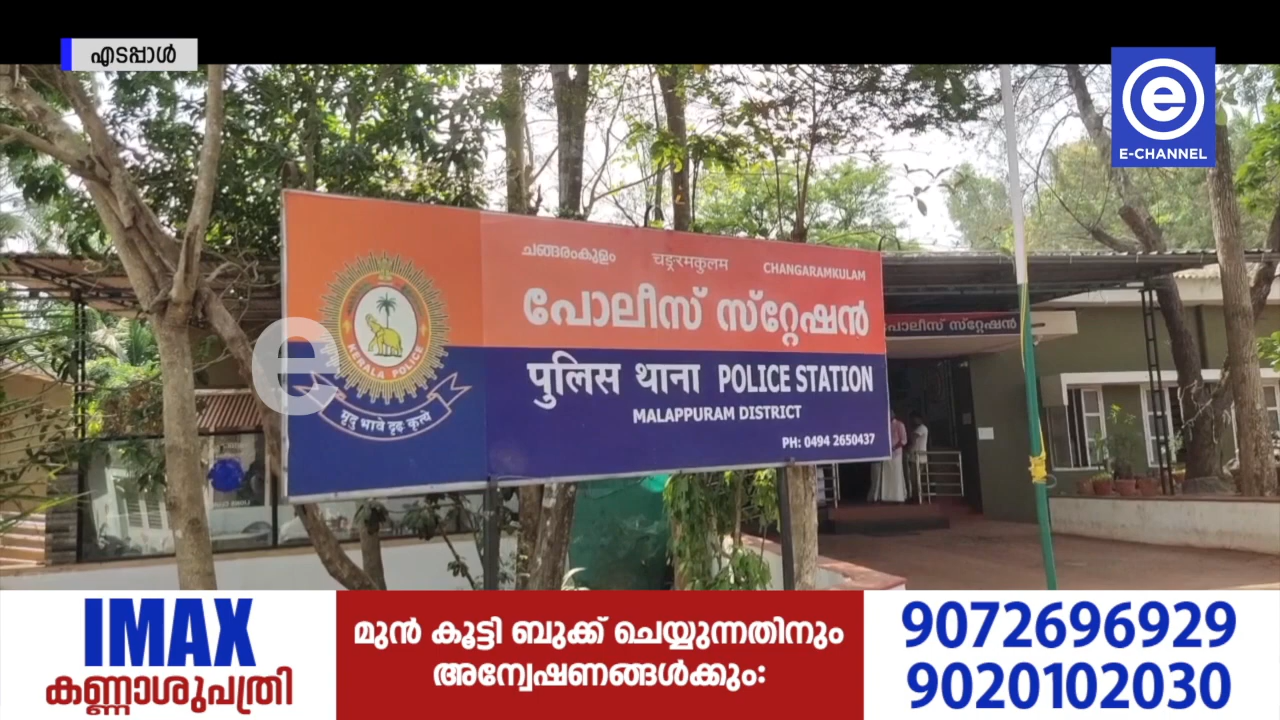 എടപ്പാൾ
e
E-CHANNEL
ചങ്ങരംകുളം चङ्रमकुलम CHANGARAMKULAM
പോലീസ് സ്റ്റേഷൻ
पुलिस थाना POLICE STATION
MALAPPURAM DISTRICT
PH: 0494 2650437
KERALA POLICE
मृदु भावे दृढ़ कृत्ये
പോലീസ് സ്റ്റേഷൻ
e
IMAX
കണ്ണാശുപത്രി
മുൻ കൂട്ടി ബുക്ക് ചെയ്യുന്നതിനും
അന്വേഷണങ്ങൾക്കും:
9072696929
9020102030